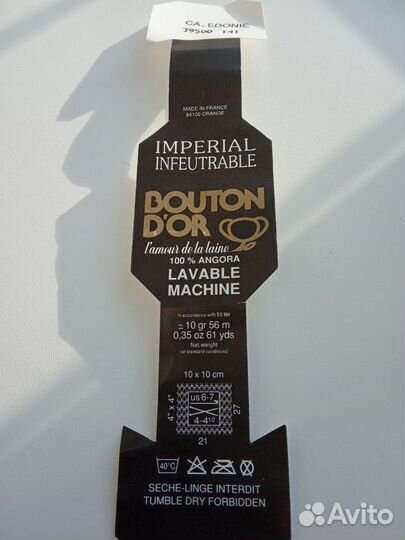 CALEDONIE
79500 141
MADE IN FRANCE
84100 ORANGE
IMPERIAL
INFEUTRABLE
BOUTON
D'OR
l'amour de la laine
100 % ANGORA
LAVABLE
MACHINE
In accordance with BS 984
≃ 10 gr 56 m
0,35 oz 61 yds
Net weight
(at standard conditions)
10 x 10 cm
4" x 4"
US 6-7
4-4 1/2
27
21
40°C
SECHE-LINGE INTERDIT
TUMBLE DRY FORBIDDEN
Avito